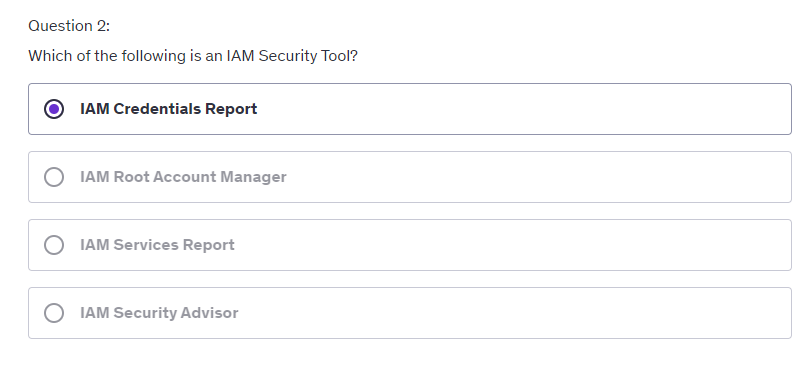 Question 2:
Which of the following is an IAM Security Tool?
IAM Credentials Report
IAM Root Account Manager
IAM Services Report
IAM Security Advisor